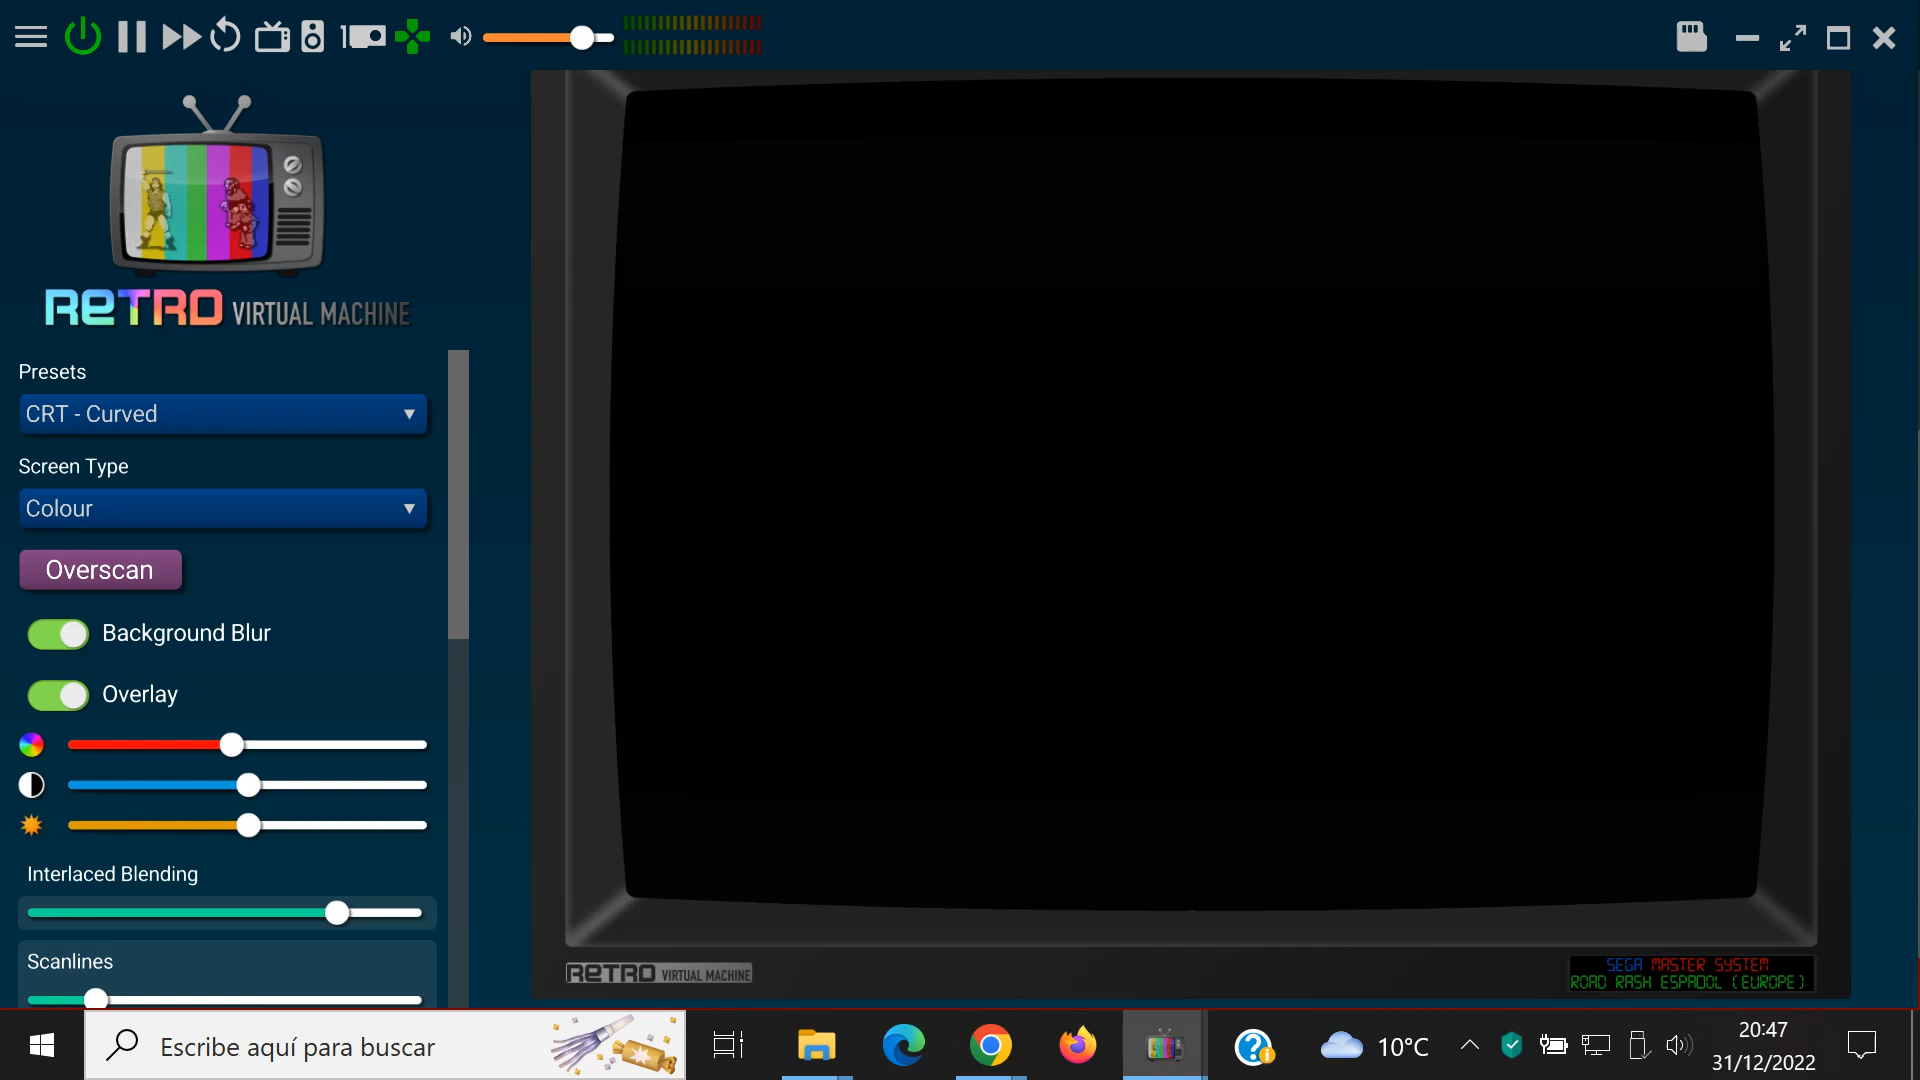 RETRO VIRTUAL MACHINE
Presets
CRT - Curved
Screen Type
Colour
Overscan
Background Blur
Overlay
Interlaced Blending
Scanlines
RETRO VIRTUAL MACHINE
SEGA MASTER SYSTEM
ROAD RASH ESPAÐOL (EUROPE)
Escribe aquí para buscar
10°C
20:47
31/12/2022